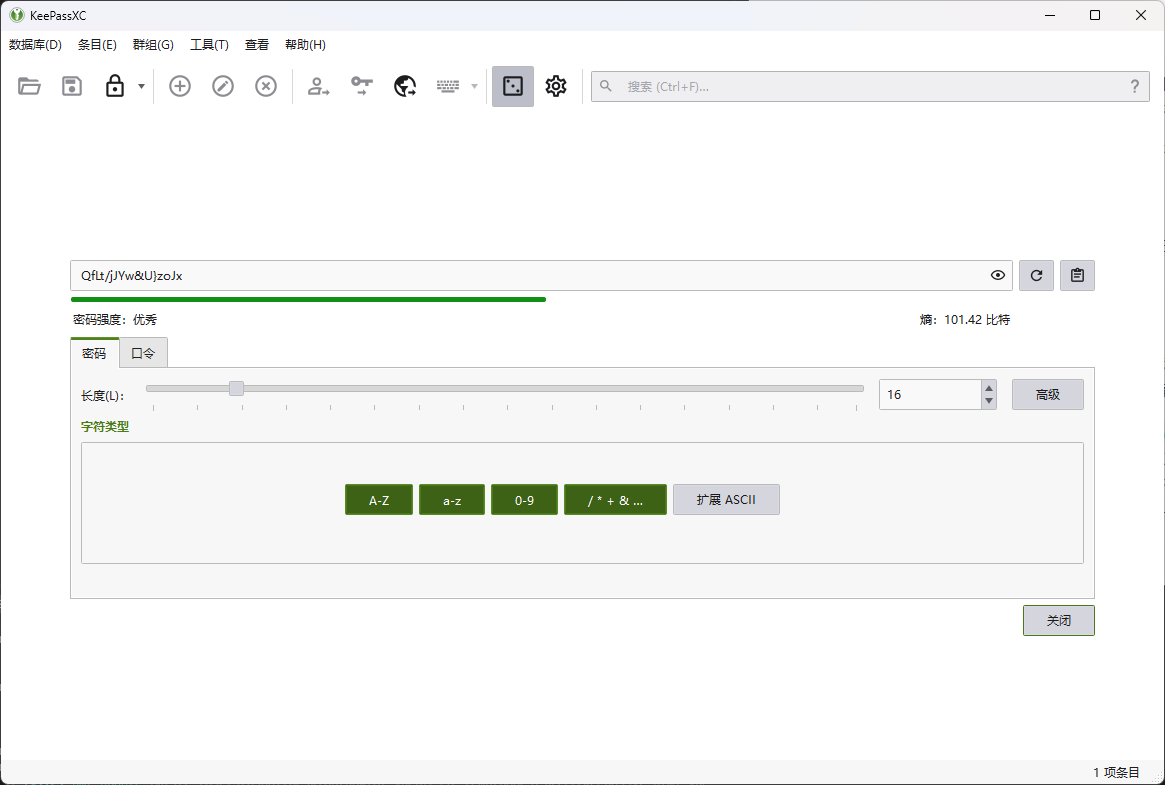 KeePassXC
数据库(D) 条目(E) 群组(G) 工具(T) 查看 帮助(H)
搜索 (Ctrl+F)... ?
QfLt/jJYw&U}zoJx
密码强度：优秀 熵：101.42 比特
密码 口令
长度(L)： 16 高级
字符类型
A-Z a-z 0-9 / * + & ... 扩展 ASCII
关闭
1 项条目